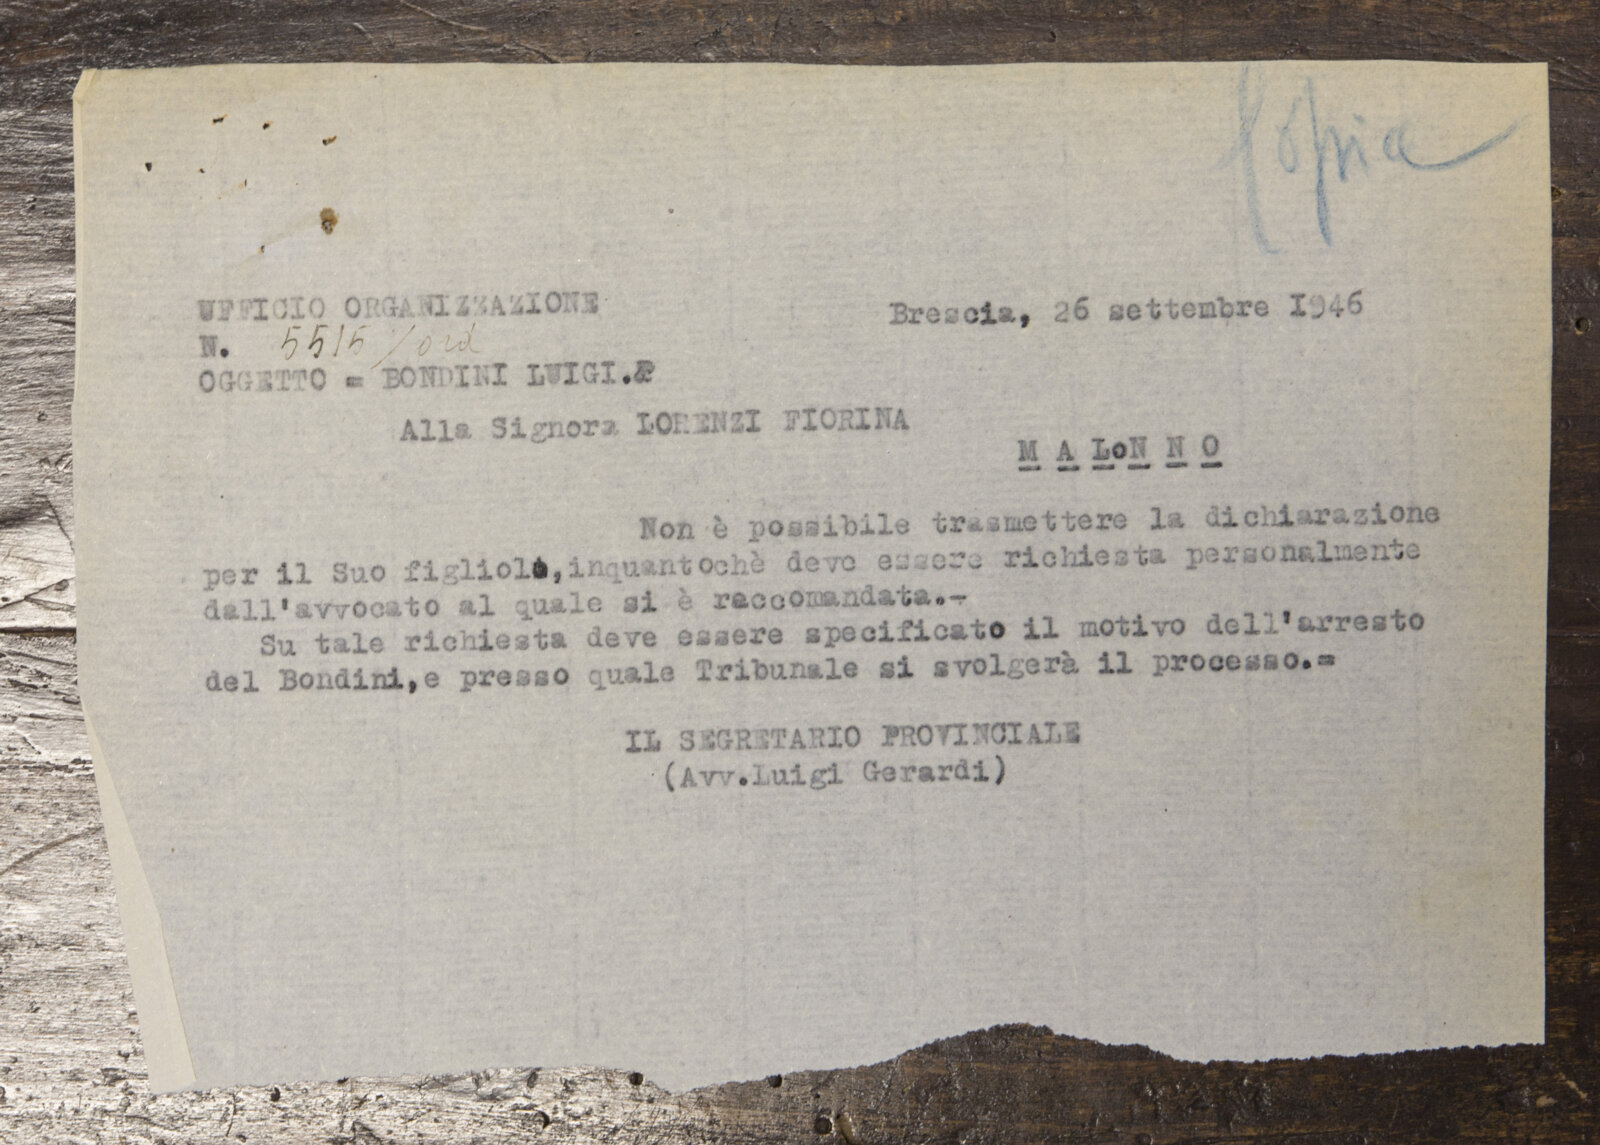 Copia
UFFICIO ORGANIZZAZIONE
Brescia, 26 settembre 1946
N. 5515/ord
OGGETTO = BONDINI LUIGI.
Alla Signora LORENZI FIORINA
M A LoN N O
Non è possibile trasmettere la dichiarazione
per il Suo figliolo,inquantochè deve essere richiesta personalmente
dall'avvocato al quale si è raccomandata.-
Su tale richiesta deve essere specificato il motivo dell'arresto
del Bondini,e presso quale Tribunale si svolgerà il processo.=
IL SEGRETARIO PROVINCIALE
(Avv.Luigi Gerardi)